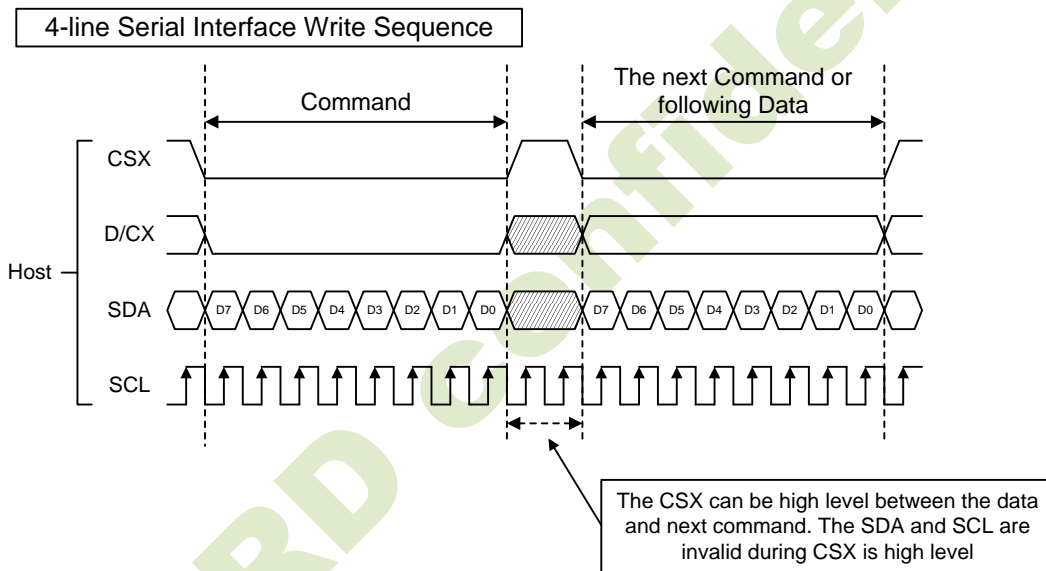 4-line Serial Interface Write Sequence
Command
The next Command or
following Data
Host
CSX
D/CX
SDA
D7 D6 D5 D4 D3 D2 D1 D0 D7 D6 D5 D4 D3 D2 D1 D0
SCL
The CSX can be high level between the data
and next command. The SDA and SCL are
invalid during CSX is high level
RD confide